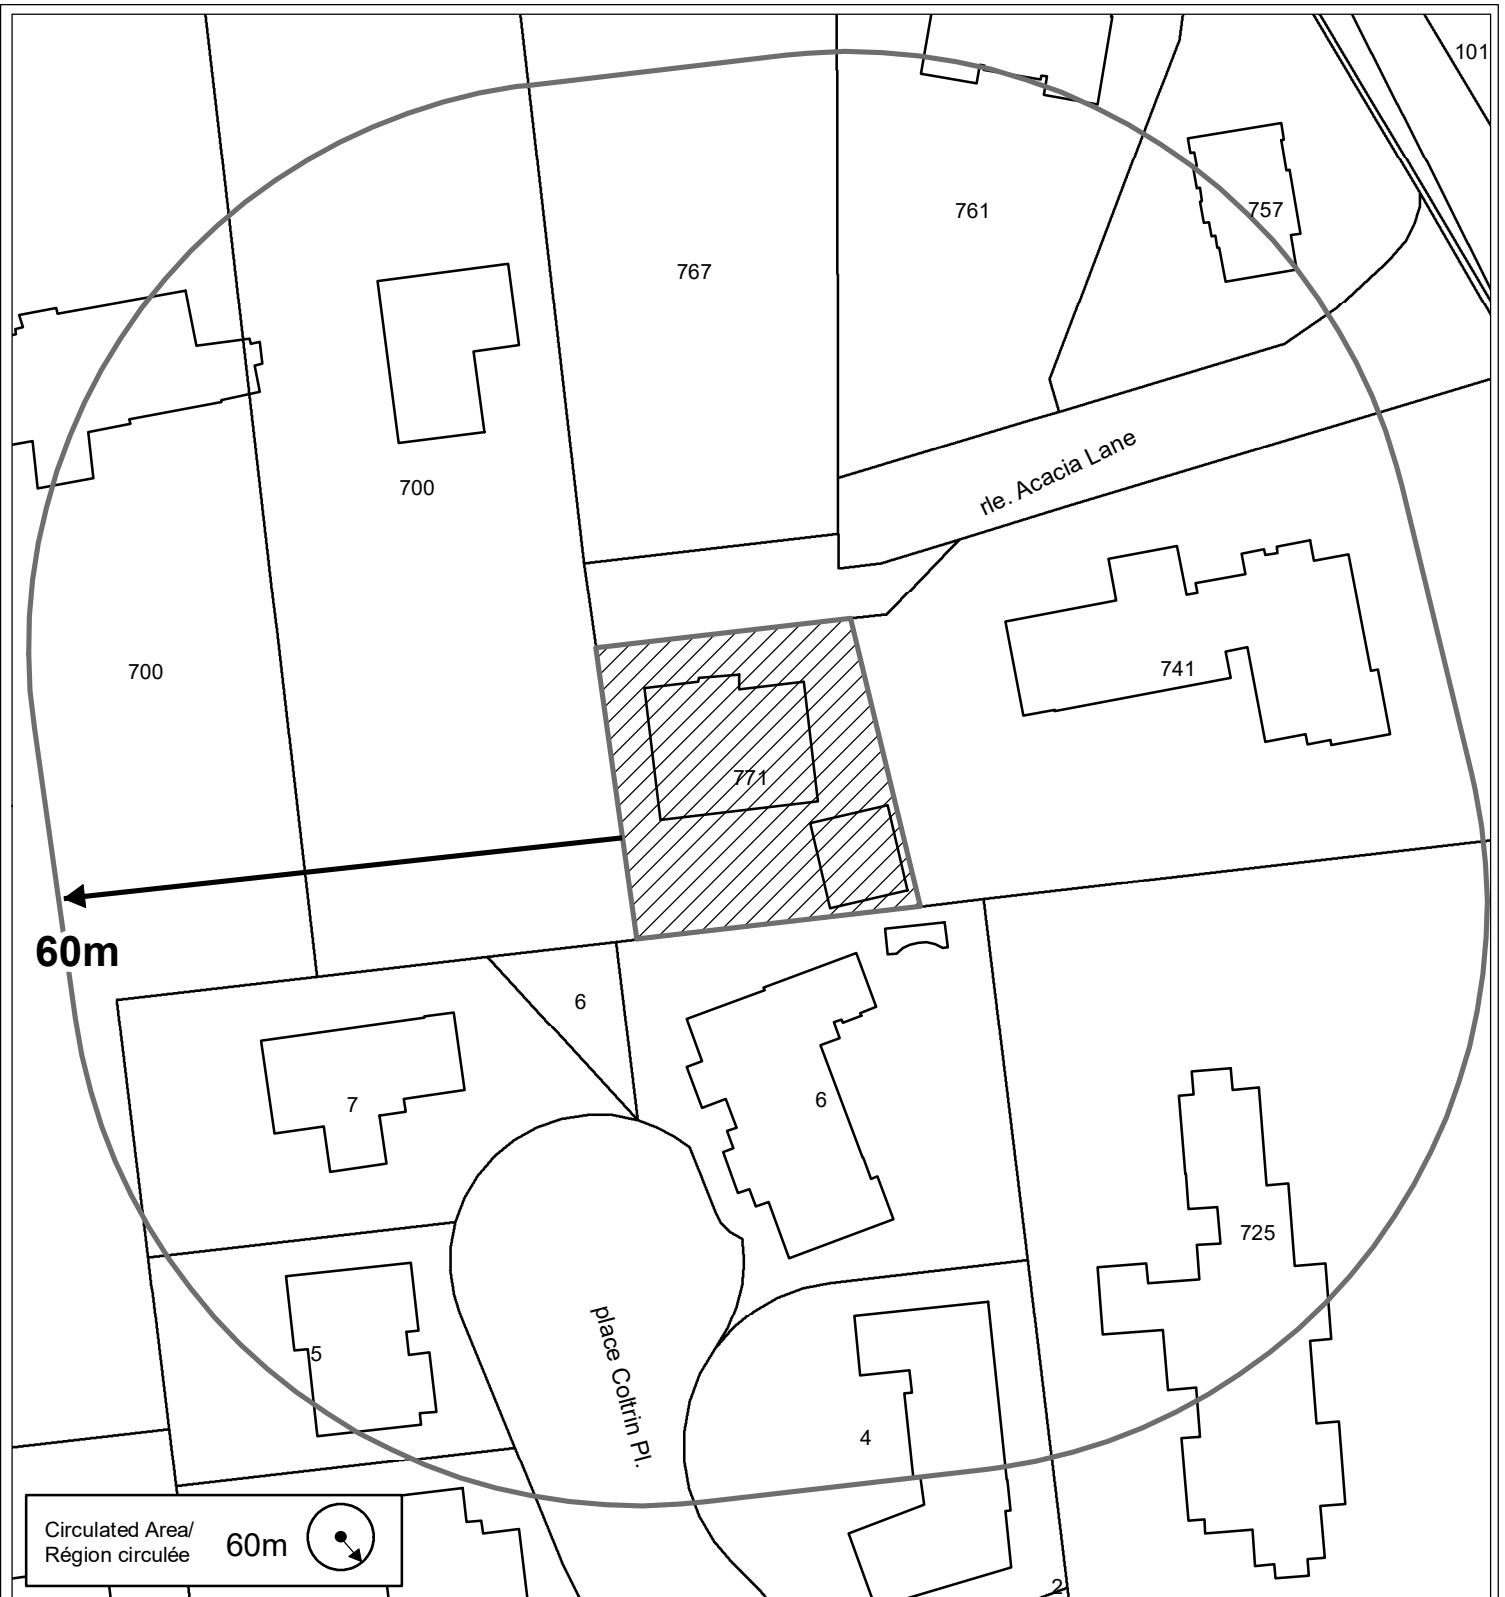 101
757
761
767
rle. Acacia Lane
700
741
700
771
60m
6
7
6
725
place Coltrin Pl.
5
4
Circulated Area/
Région circulée
60m
2